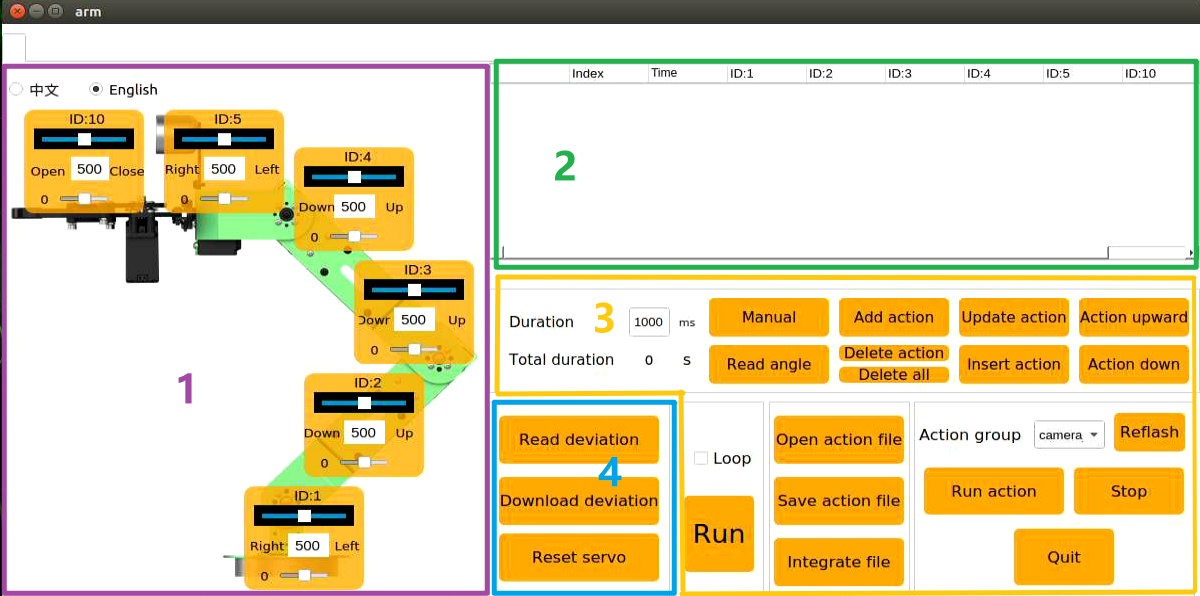 arm
中文 English
ID:10
Open 500 Close
0
ID:5
Right 500 Left
0
ID:4
Down 500 Up
0
ID:3
Down 500 Up
0
ID:2
Down 500 Up
0
ID:1
Right 500 Left
0
1
Index Time ID:1 ID:2 ID:3 ID:4 ID:5 ID:10
2
Duration 3 1000 ms Manual Add action Update action Action upward
Total duration 0 S Read angle Delete action Insert action Action down
Delete all
Read deviation
4
Download deviation
Reset servo
Loop
Run
Open action file
Save action file
Integrate file
Action group camera Reflash
Run action Stop
Quit